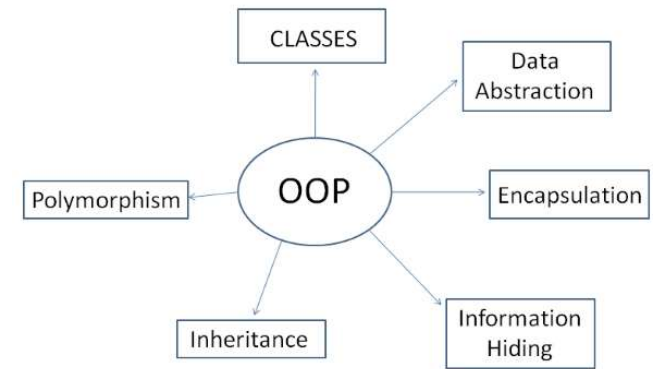 CLASSES
Data
Abstraction
OOP
Polymorphism
Encapsulation
Inheritance
Information
Hiding